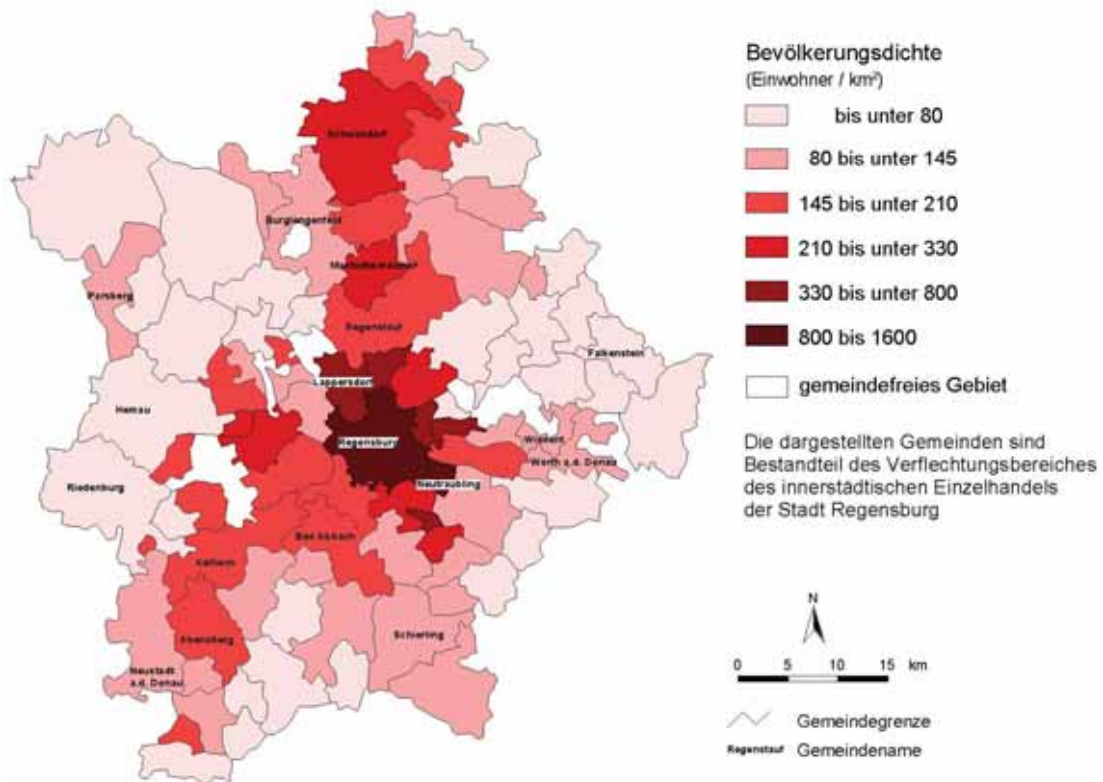 Schwandorf
Burglengenfeld
Maxhütte-Haidhof
Parsberg
Regenstauf
Falkenstein
Lappersdorf
Hemau
Regensburg
Wiesent
Wörth a.d. Donau
Riedenburg
Neutraubling
Bad Abbach
Kelheim
Abensberg
Schierling
Neustadt
a.d. Donau
Bevölkerungsdichte
(Einwohner / km²)
bis unter 80
80 bis unter 145
145 bis unter 210
210 bis unter 330
330 bis unter 800
800 bis 1600
gemeindefreies Gebiet
Die dargestellten Gemeinden sind
Bestandteil des Verflechtungsbereiches
des innerstädtischen Einzelhandels
der Stadt Regensburg
N
0 5 10 15 km
Gemeindegrenze
Regenstauf Gemeindename